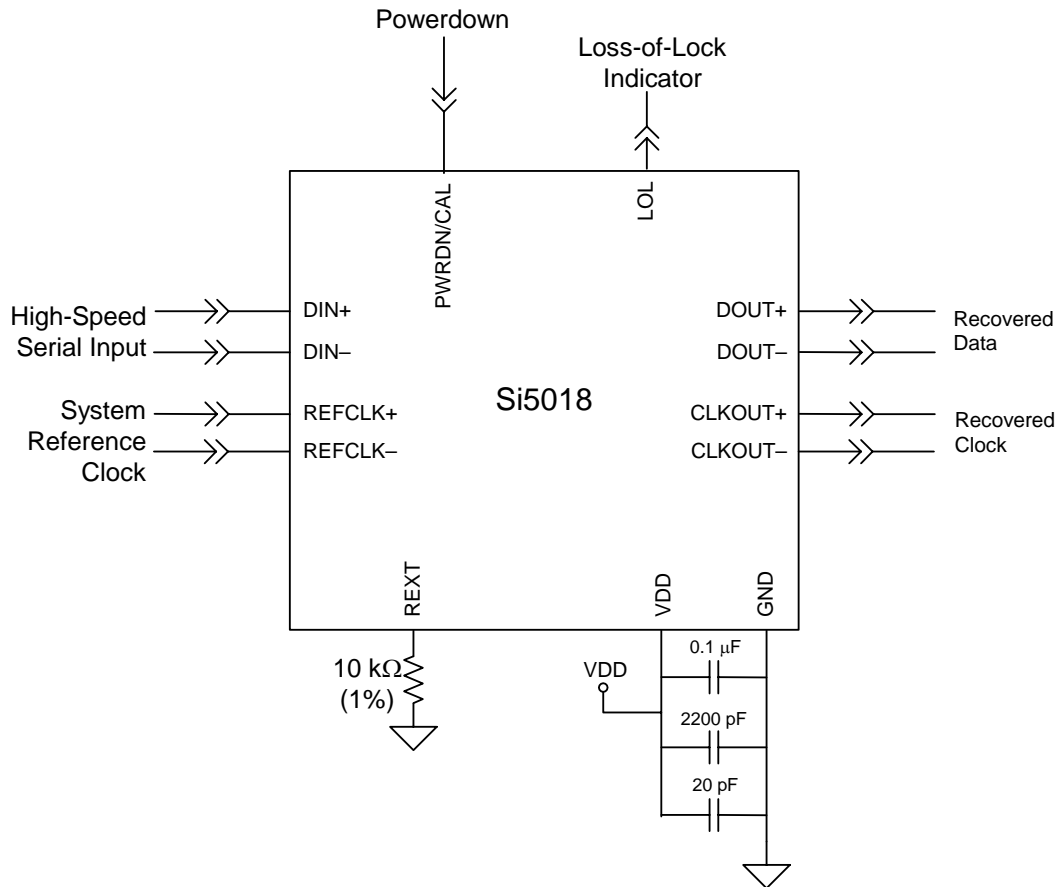 Powerdown
Loss-of-Lock
Indicator
PWRDN/CAL
LOL
High-Speed
Serial Input
DIN+
DIN–
DOUT+
DOUT–
Recovered
Data
System
Reference
Clock
REFCLK+
REFCLK–
Si5018
CLKOUT+
CLKOUT–
Recovered
Clock
REXT
VDD
GND
10 kΩ
(1%)
VDD
0.1 μF
2200 pF
20 pF